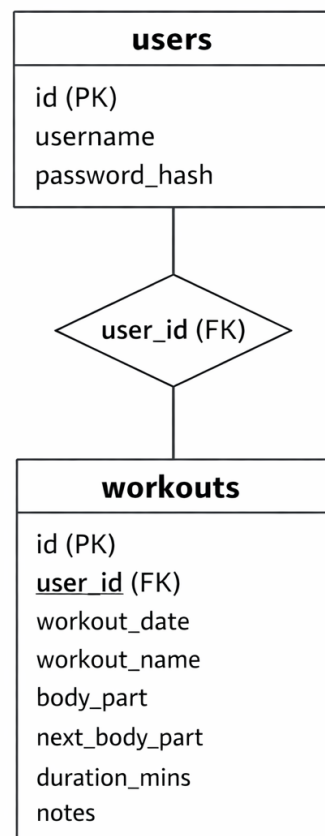 users
id (PK)
username
password_hash
user_id (FK)
workouts
id (PK)
user_id (FK)
workout_date
workout_name
body_part
next_body_part
duration_mins
notes